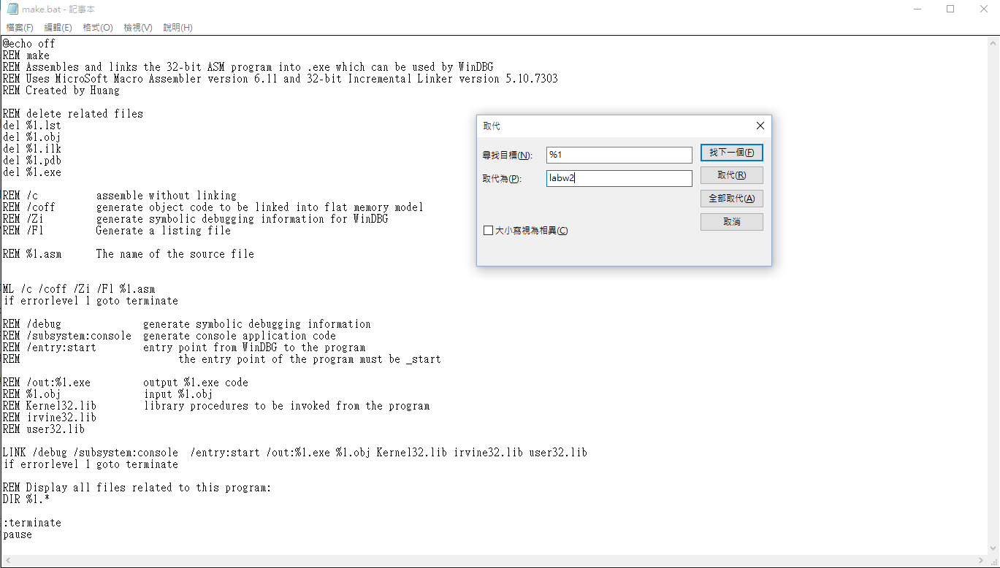 make.bat - 記事本
檔案(F) 編輯(E) 格式(O) 檢視(V) 說明(H)
@echo off
REM make
REM Assembles and links the 32-bit ASM program into .exe which can be used by WinDBG
REM Uses MicroSoft Macro Assembler version 6.11 and 32-bit Incremental Linker version 5.10.7303
REM Created by Huang
REM delete related files
del %1.lst
del %1.obj
del %1.ilk
del %1.pdb
del %1.exe
REM /c assemble without linking
REM /coff generate object code to be linked into flat memory model
REM /Zi generate symbolic debugging information for WinDBG
REM /Fl Generate a listing file
REM %1.asm The name of the source file
ML /c /coff /Zi /Fl %1.asm
if errorlevel 1 goto terminate
REM /debug generate symbolic debugging information
REM /subsystem:console generate console application code
REM /entry:start entry point from WinDBG to the program
REM the entry point of the program must be _start
REM /out:%1.exe output %1.exe code
REM %1.obj input %1.obj
REM Kernel32.lib library procedures to be invoked from the program
REM irvine32.lib
REM user32.lib
LINK /debug /subsystem:console /entry:start /out:%1.exe %1.obj Kernel32.lib irvine32.lib user32.lib
if errorlevel 1 goto terminate
REM Display all files related to this program:
DIR %1.*
:terminate
pause
取代
尋找目標(N): %1 找下一個(F)
取代為(P): labw2 取代(R)
全部取代(A)
取消
大小寫視為相異(C)